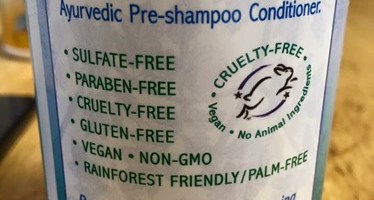 Ayurvedic Pre-shampoo Conditioner.
• SULFATE-FREE
• PARABEN-FREE
• CRUELTY-FREE
• GLUTEN-FREE
• VEGAN • NON-GMO
• RAINFOREST FRIENDLY/PALM-FREE
• CRUELTY-FREE •
Vegan • No Animal Ingredients